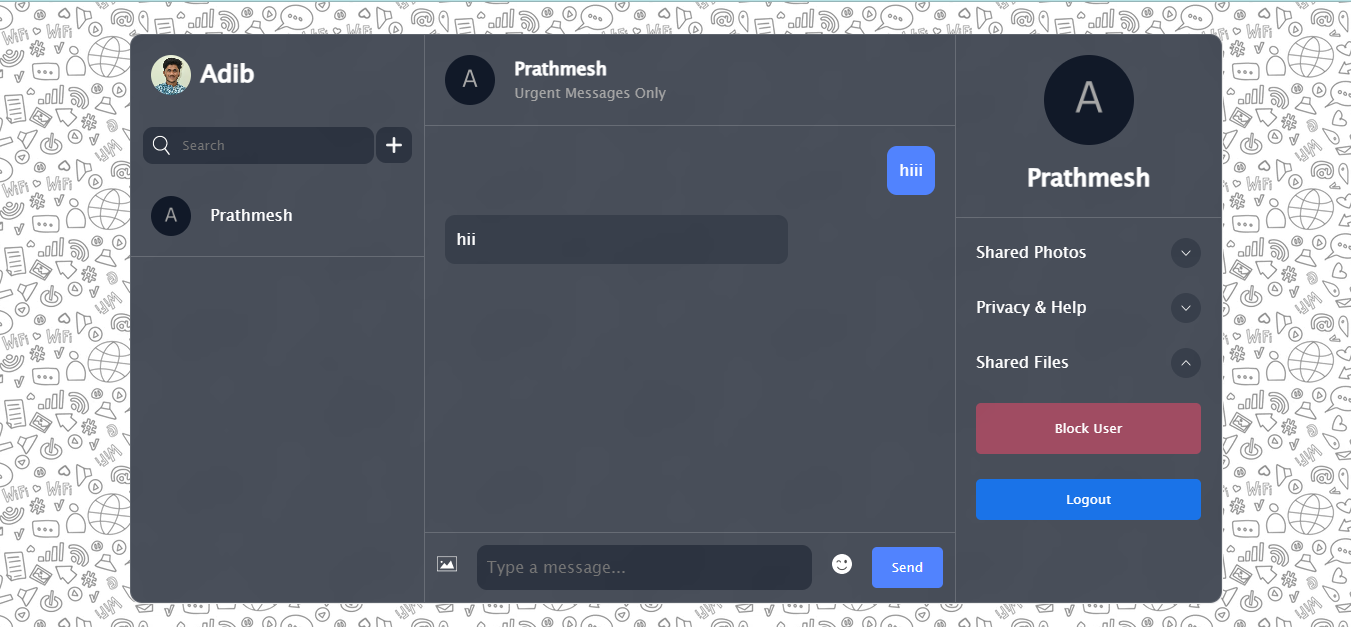 Adib
Search
A
Prathmesh
A
Prathmesh
Urgent Messages Only
hiii
hii
Type a message...
Send
A
Prathmesh
Shared Photos
Privacy & Help
Shared Files
Block User
Logout
WiFi